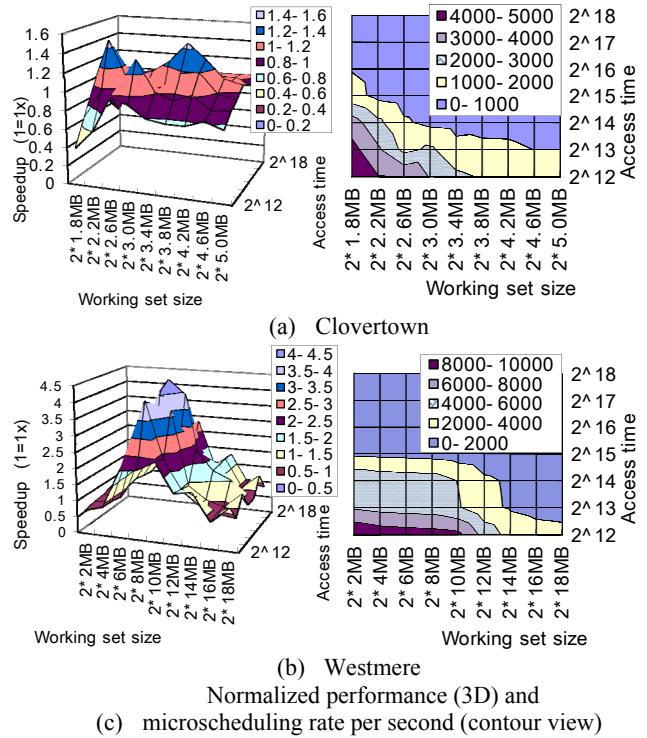 1.6
1.4
1.2
1.0
0.8
0.6
0.4
0.2
0
Speedup (1=1x)
2* 1.8MB
2* 2.2MB
2* 2.6MB
2* 3.0MB
2* 3.4MB
2* 3.8MB
2* 4.2MB
2* 4.6MB
2* 5.0MB
Working set size
2^ 18
2^ 12
Access time
1.4- 1.6
1.2- 1.4
1- 1.2
0.8- 1
0.6- 0.8
0.4- 0.6
0.2- 0.4
0- 0.2
4000- 5000
3000- 4000
2000- 3000
1000- 2000
0- 1000
2^ 18
2^ 17
2^ 16
2^ 15
2^ 14
2^ 13
2^ 12
Access time
2* 1.8MB
2* 2.2MB
2* 2.6MB
2* 3.0MB
2* 3.4MB
2* 3.8MB
2* 4.2MB
2* 4.6MB
2* 5.0MB
Working set size
(a) Clovertown
4.5
4
3.5
3
2.5
2
1.5
1
0.5
0
Speedup (1=1x)
2* 2MB
2* 4MB
2* 6MB
2* 8MB
2* 10MB
2* 12MB
2* 14MB
2* 16MB
2* 18MB
Working set size
2^ 18
2^ 12
Access time
4- 4.5
3.5- 4
3- 3.5
2.5- 3
2- 2.5
1.5- 2
1- 1.5
0.5- 1
0- 0.5
8000- 10000
6000- 8000
4000- 6000
2000- 4000
0- 2000
2^ 18
2^ 17
2^ 16
2^ 15
2^ 14
2^ 13
2^ 12
Access time
2* 2MB
2* 4MB
2* 6MB
2* 8MB
2* 10MB
2* 12MB
2* 14MB
2* 16MB
2* 18MB
Working set size
(b) Westmere
Normalized performance (3D) and
(c) microscheduling rate per second (contour view)